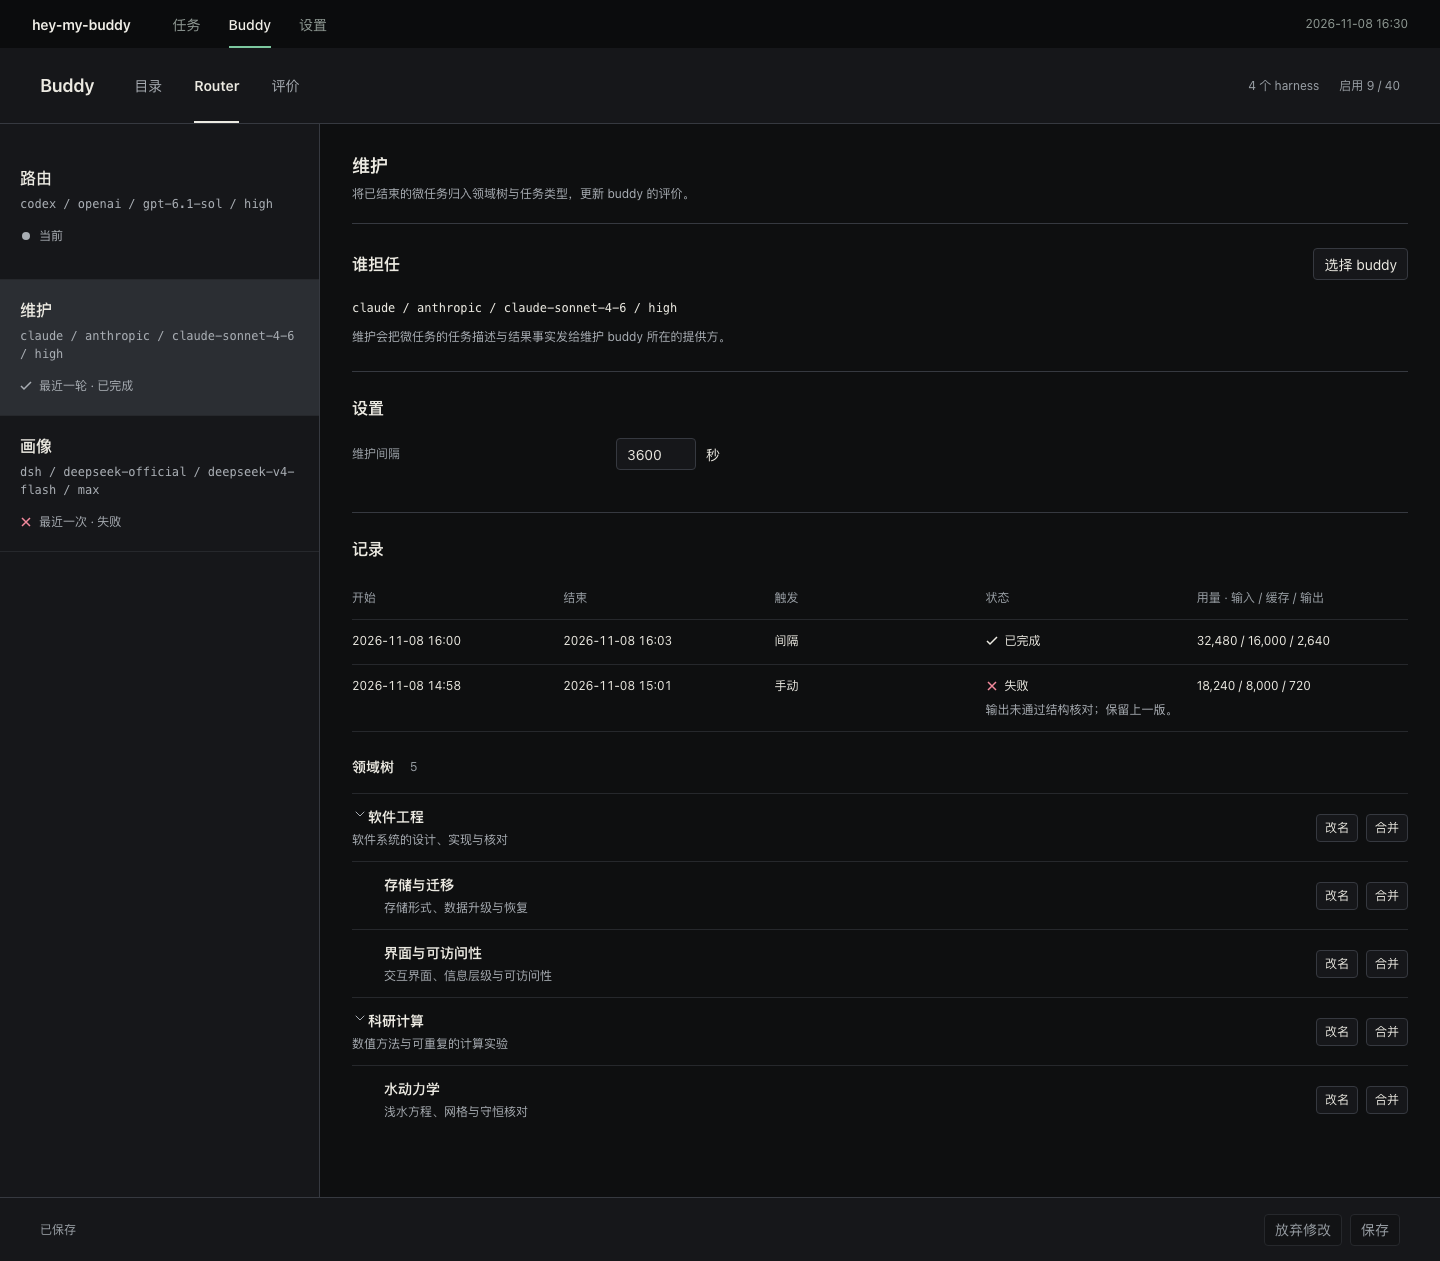 hey-my-buddy 任务 Buddy 设置 2026-11-08 16:30
Buddy 目录 Router 评价 4 个 harness 启用 9 / 40
路由
codex / openai / gpt-6.1-sol / high
当前
维护
claude / anthropic / claude-sonnet-4-6
/ high
最近一轮 · 已完成
画像
dsh / deepseek-official / deepseek-v4-
flash / max
最近一次 · 失败
维护
将已结束的微任务归入领域树与任务类型，更新 buddy 的评价。
谁担任 选择 buddy
claude / anthropic / claude-sonnet-4-6 / high
维护会把微任务的任务描述与结果事实发给维护 buddy 所在的提供方。
设置
维护间隔 3600 秒
记录
开始 结束 触发 状态 用量 · 输入 / 缓存 / 输出
2026-11-08 16:00 2026-11-08 16:03 间隔 已完成 32,480 / 16,000 / 2,640
2026-11-08 14:58 2026-11-08 15:01 手动 失败 18,240 / 8,000 / 720
输出未通过结构核对；保留上一版。
领域树 5
软件工程 改名 合并
软件系统的设计、实现与核对
存储与迁移 改名 合并
存储形式、数据升级与恢复
界面与可访问性 改名 合并
交互界面、信息层级与可访问性
科研计算 改名 合并
数值方法与可重复的计算实验
水动力学 改名 合并
浅水方程、网格与守恒核对
已保存 放弃修改 保存